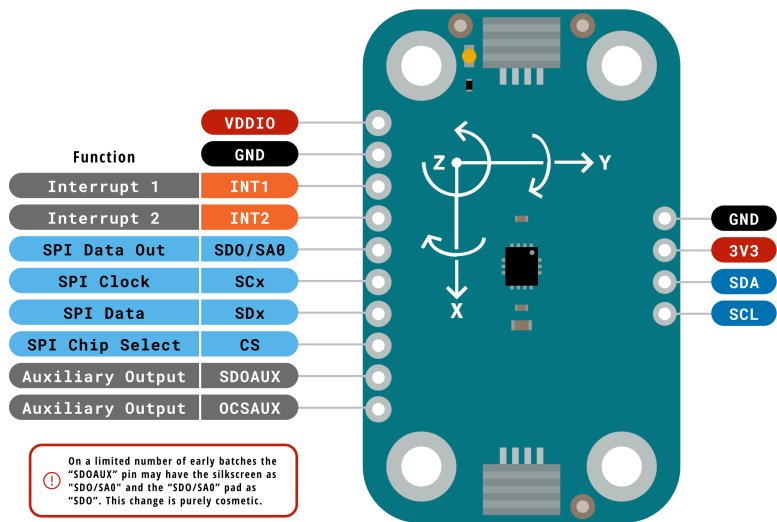 VDDIO
Function
GND
Interrupt 1 INT1
Interrupt 2 INT2
SPI Data Out SDO/SA0
SPI Clock SCx
SPI Data SDx
SPI Chip Select CS
Auxiliary Output SDOAUX
Auxiliary Output OCSAUX
Z
Y
X
GND
3V3
SDA
SCL
! On a limited number of early batches the
“SDOAUX” pin may have the silkscreen as
"SDO/SA0" and the “SDO/SA0” pad as
“SDO”. This change is purely cosmetic.